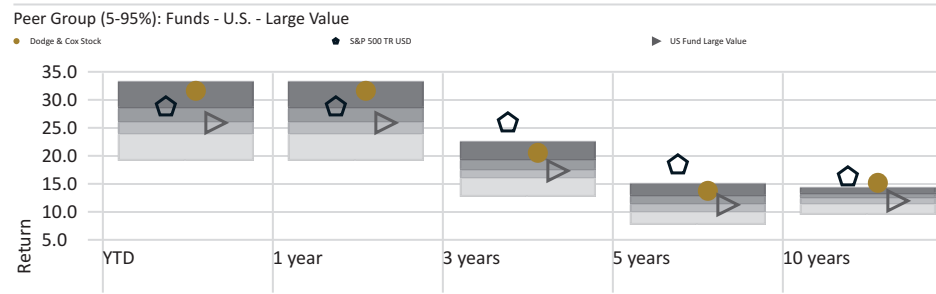 Peer Group (5-95%): Funds - U.S. - Large Value
Dodge & Cox Stock S&P 500 TR USD US Fund Large Value
35.0
30.0
25.0
20.0
15.0
10.0
5.0
Return
YTD 1 year 3 years 5 years 10 years